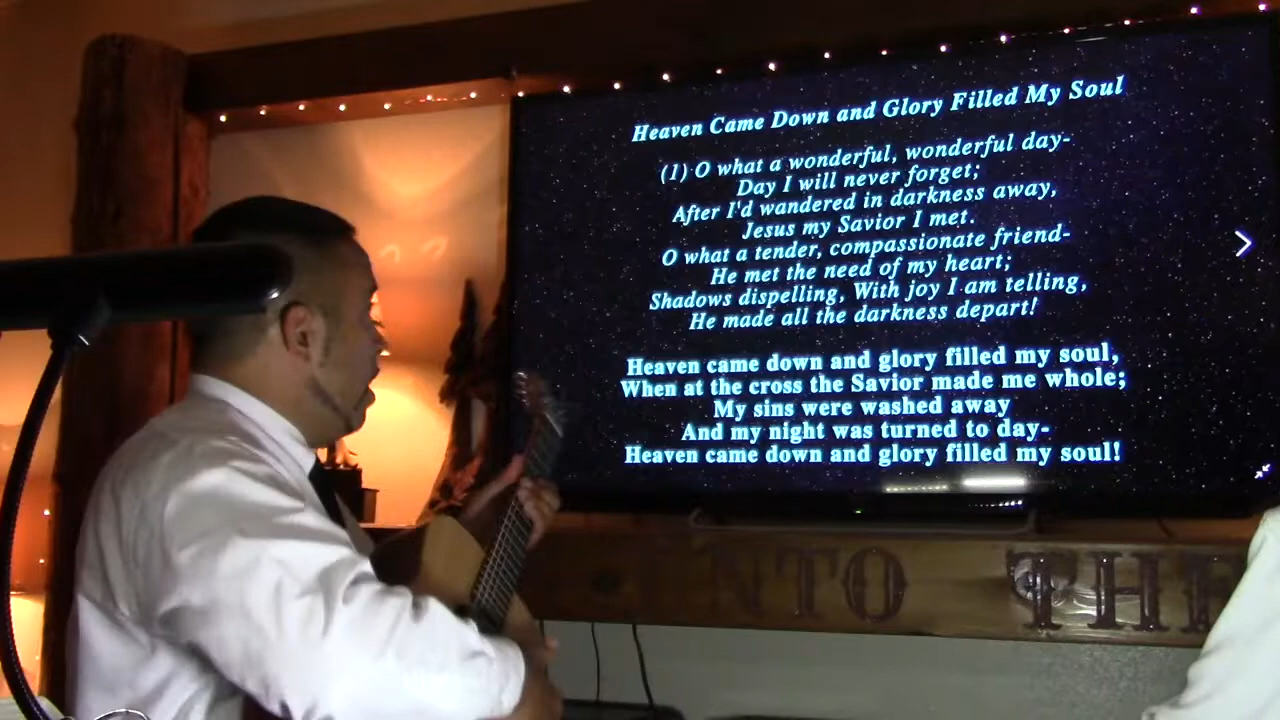 Heaven Came Down and Glory Filled My Soul
(1) O what a wonderful, wonderful day-
Day I will never forget;
After I'd wandered in darkness away,
Jesus my Savior I met.
O what a tender, compassionate friend-
He met the need of my heart;
Shadows dispelling, With joy I am telling,
He made all the darkness depart!
Heaven came down and glory filled my soul,
When at the cross the Savior made me whole;
My sins were washed away
And my night was turned to day-
Heaven came down and glory filled my soul!
NTO THE